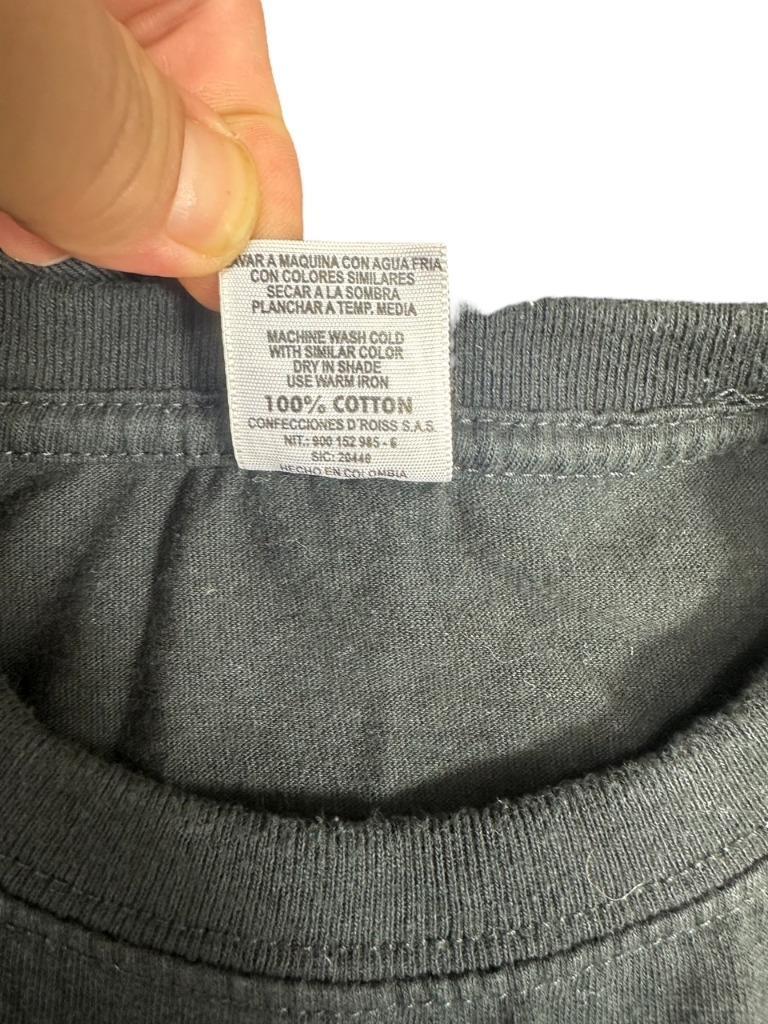 LAVAR A MAQUINA CON AGUA FRIA
CON COLORES SIMILARES
SECAR A LA SOMBRA
PLANCHAR A TEMP. MEDIA
MACHINE WASH COLD
WITH SIMILAR COLOR
DRY IN SHADE
USE WARM IRON
100% COTTON
CONFECCIONES D'ROISS S.A.S.
NIT.: 900 152 985 - 6
SIC: 20440
HECHO EN COLOMBIA